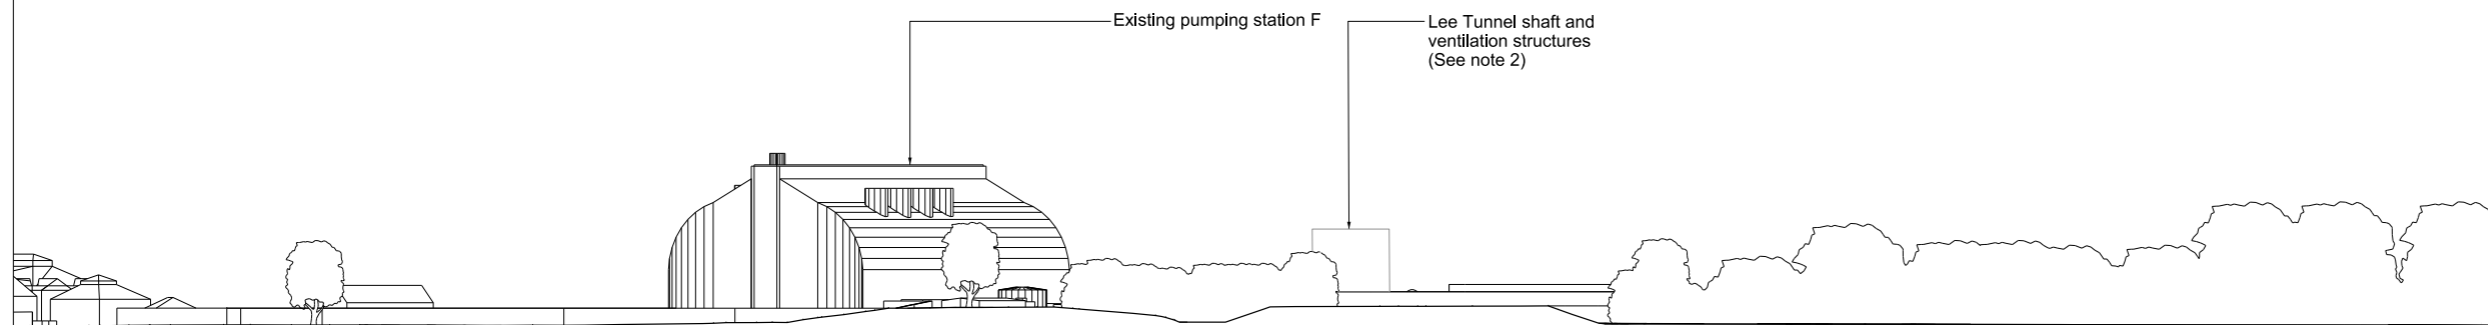 Existing pumping station F
Lee Tunnel shaft and
ventilation structures
(See note 2)